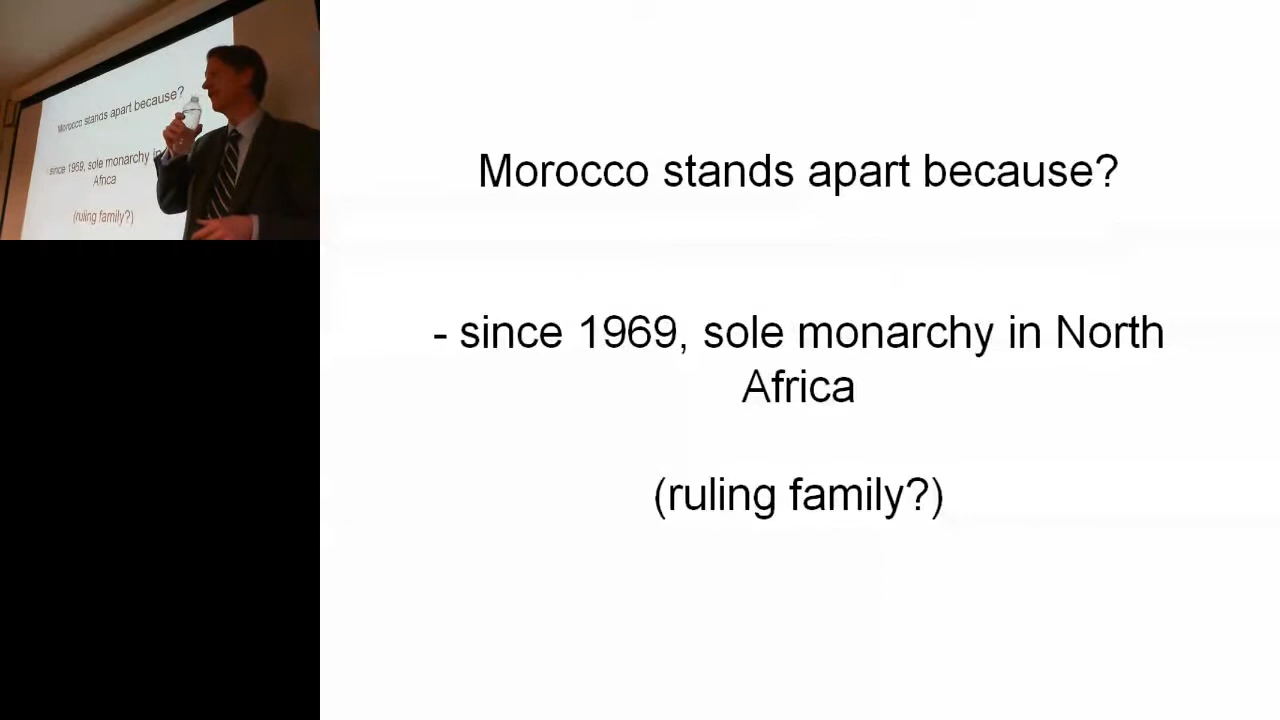 Morocco stands apart because?
- since 1969, sole monarchy in North
Africa
(ruling family?)
Morocco stands apart because?
since 1969, sole monarchy in
Africa
(ruling family?)